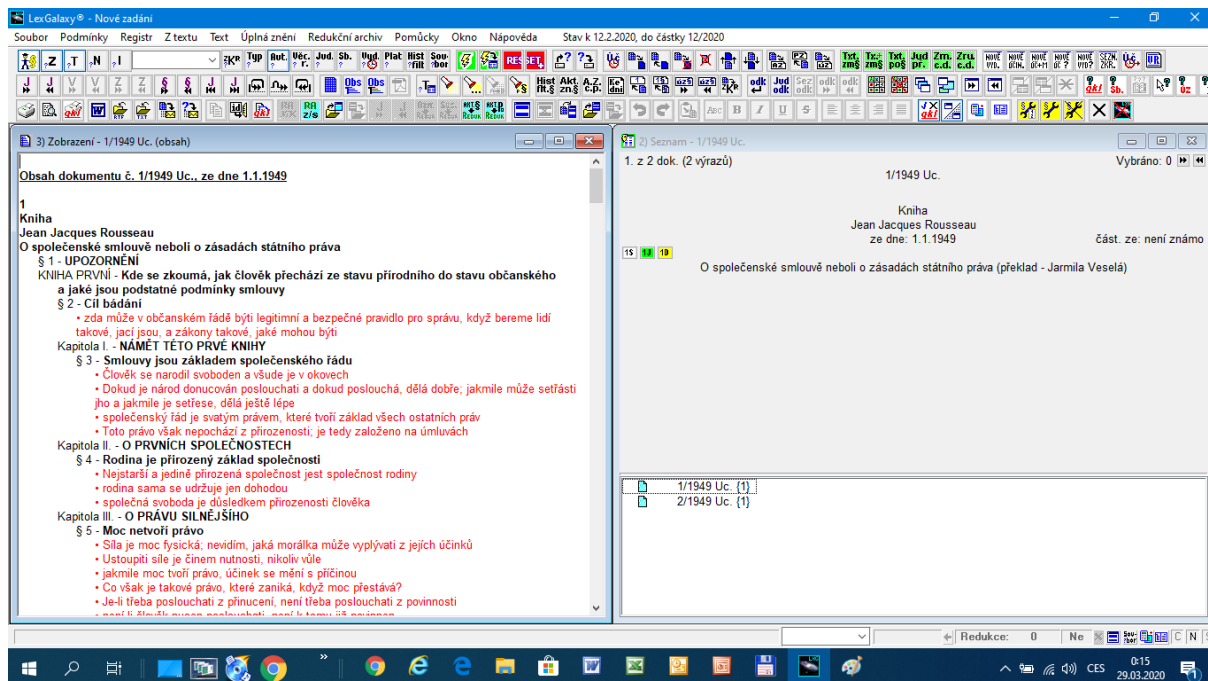 LexGalaxy® - Nové zadání
Soubor Podmínky Registr Z textu Text Úplná znění Redukční archiv Pomůcky Okno Nápověda Stav k 12.2.2020, do částky 12/2020
3) Zobrazení - 1/1949 Uc. (obsah)
Obsah dokumentu č. 1/1949 Uc., ze dne 1.1.1949
1
Kniha
Jean Jacques Rousseau
O společenské smlouvě neboli o zásadách státního práva
§ 1 - UPOZORNĚNÍ
KNIHA PRVNÍ - Kde se zkoumá, jak člověk přechází ze stavu přírodního do stavu občanského
a jaké jsou podstatné podmínky smlouvy
§ 2 - Cíl bádání
• zda může v občanském řádě býti legitimní a bezpečné pravidlo pro správu, když bereme lidí
takové, jací jsou, a zákony takové, jaké mohou býti
Kapitola I. - NÁMĚT TÉTO PRVÉ KNIHY
§ 3 - Smlouvy jsou základem společenského řádu
• Člověk se narodil svoboden a všude je v okovech
• Dokud je národ donucován poslouchati a dokud poslouchá, dělá dobře; jakmile může setřásti
jho a jakmile je setřese, dělá ještě lépe
• společenský řád je svatým právem, které tvoří základ všech ostatních práv
• Toto právo však nepochází z přirozenosti; je tedy založeno na úmluvách
Kapitola II. - O PRVNÍCH SPOLEČNOSTECH
§ 4 - Rodina je přirozený základ společnosti
• Nejstarší a jedině přirozená společnost jest společnost rodiny
• rodina sama se udržuje jen dohodou
• společná svoboda je důsledkem přirozenosti člověka
Kapitola III. - O PRÁVU SILNĚJŠÍHO
§ 5 - Moc netvoří právo
• Síla je moc fysická; nevidím, jaká morálka může vyplývati z jejích účinků
• Ustoupiti síle je činem nutnosti, nikoliv vůle
• jakmile moc tvoří právo, účinek se mění s příčinou
• Co však je takové právo, které zaniká, když moc přestává?
• Je-li třeba poslouchati z přinucení, není třeba poslouchati z povinnosti
2) Seznam - 1/1949 Uc.
1. z 2 dok. (2 výrazů) Vybráno: 0
1/1949 Uc.
Kniha
Jean Jacques Rousseau
ze dne: 1.1.1949 část. ze: není známo
1S 1J 1D
O společenské smlouvě neboli o zásadách státního práva (překlad - Jarmila Veselá)
1/1949 Uc. {1}
2/1949 Uc. {1}
Redukce: 0 Ne
CES 0:15
29.03.2020